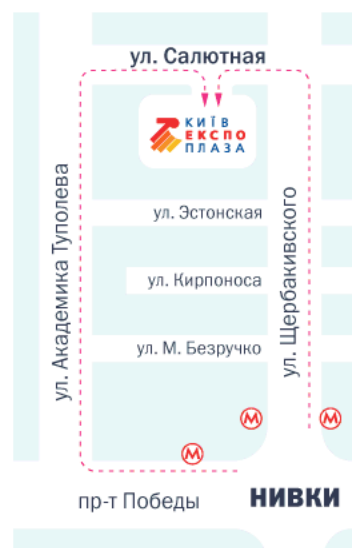 ул. Салютная
КИЇВ
ЕКСПО
ПЛАЗА
ул. Академика Туполева
ул. Эстонская
ул. Щербакивского
ул. Кирпоноса
ул. М. Безручко
М
М
М
пр-т Победы
НИВКИ